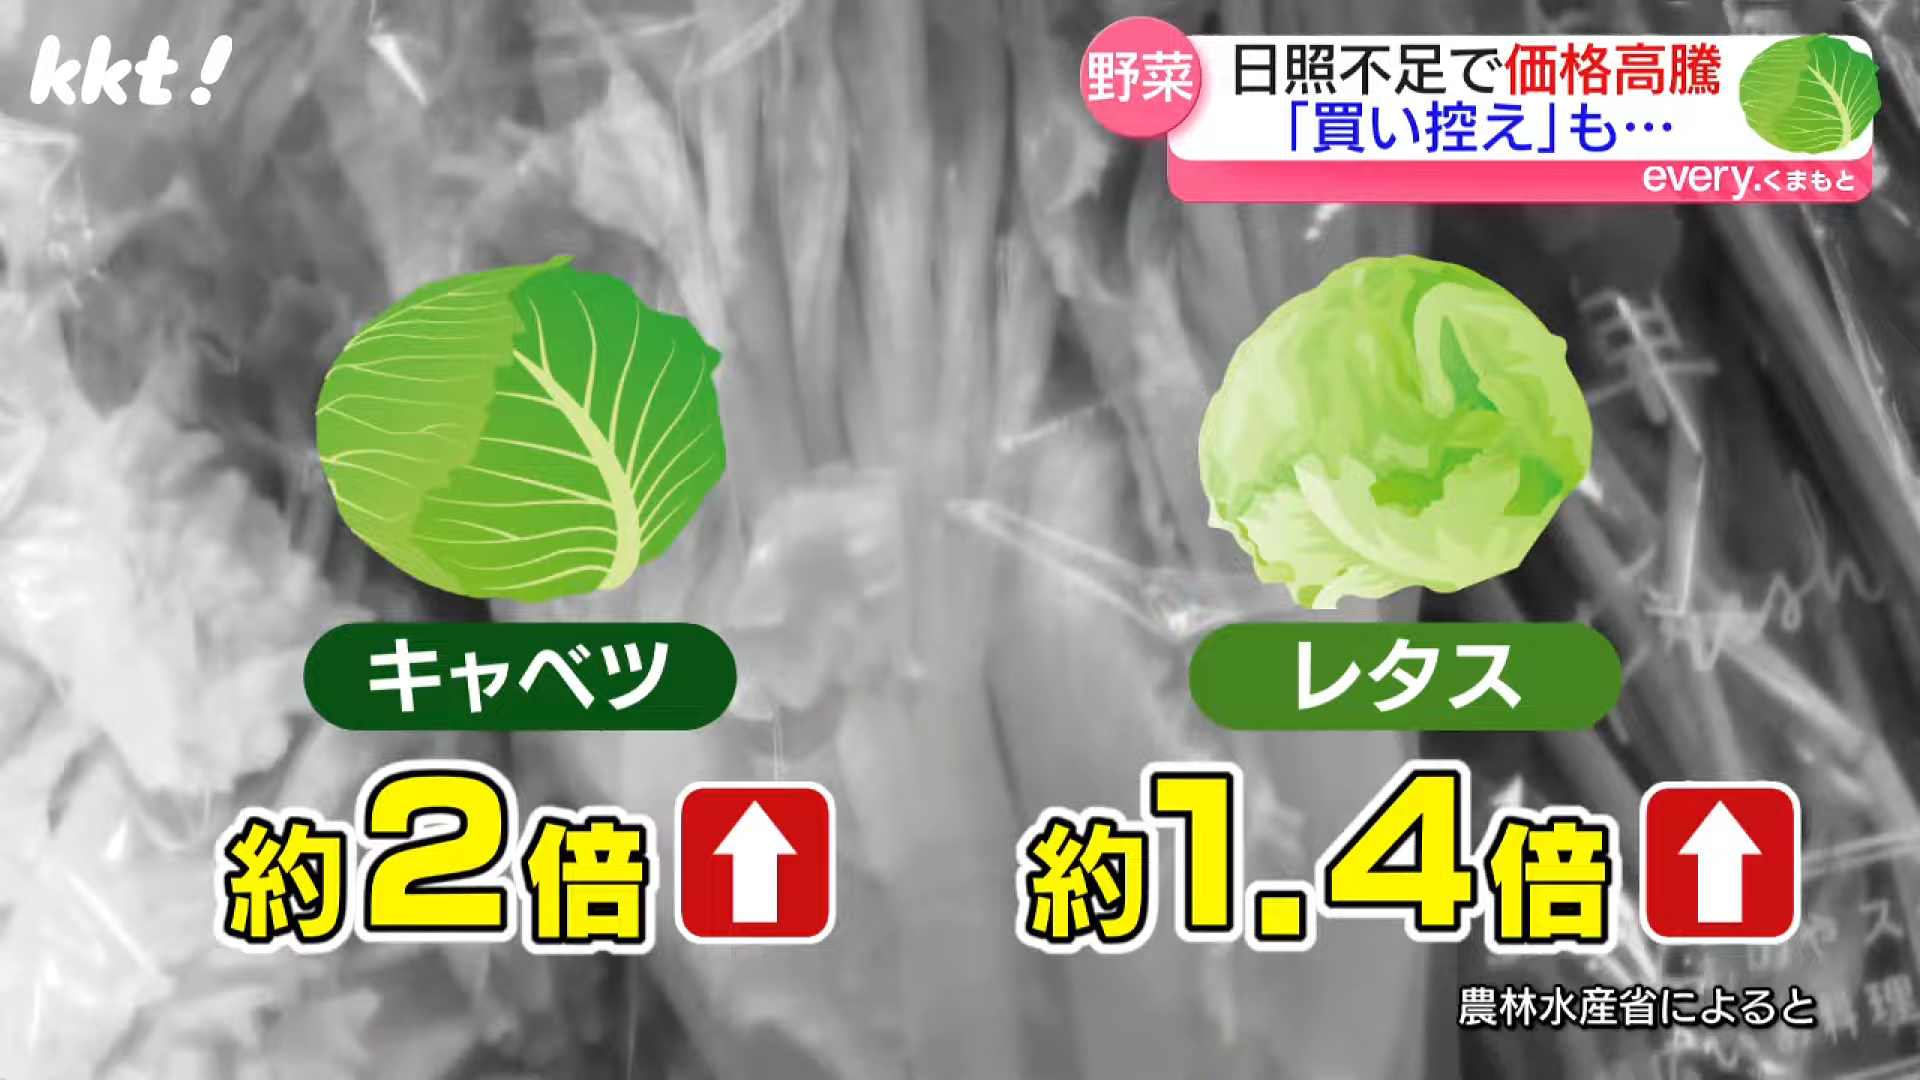 kkt!
野菜
日照不足で価格高騰
「買い控え」も…
every.くまもと
キャベツ
レタス
約2倍
約1.4倍
農林水産省によると